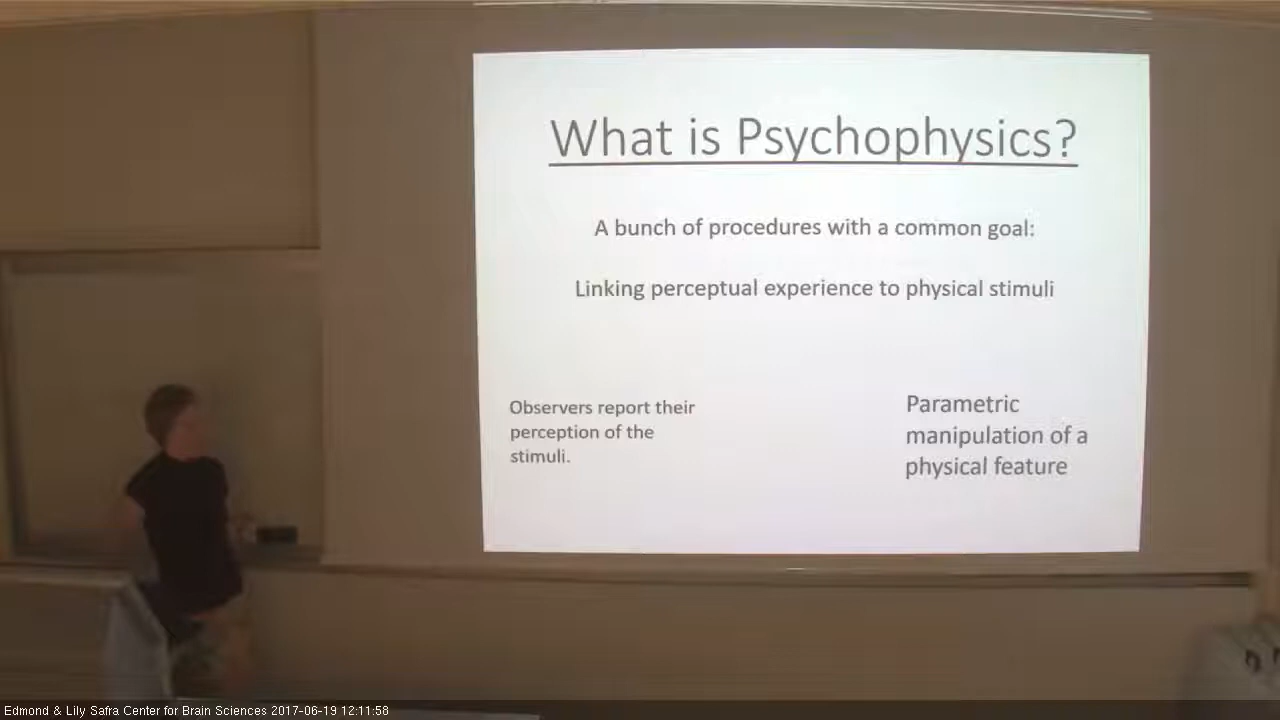 What is Psychophysics?
A bunch of procedures with a common goal:
Linking perceptual experience to physical stimuli
Observers report their
perception of the
stimuli.
Parametric
manipulation of a
physical feature
Edmond & Lily Safra Center for Brain Sciences 2017-06-19 12:11:58